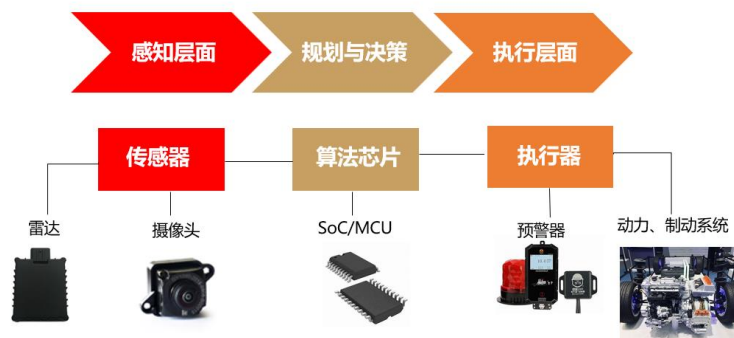 感知层面
规划与决策
执行层面
传感器
算法芯片
执行器
雷达
摄像头
SoC/MCU
预警器
动力、制动系统